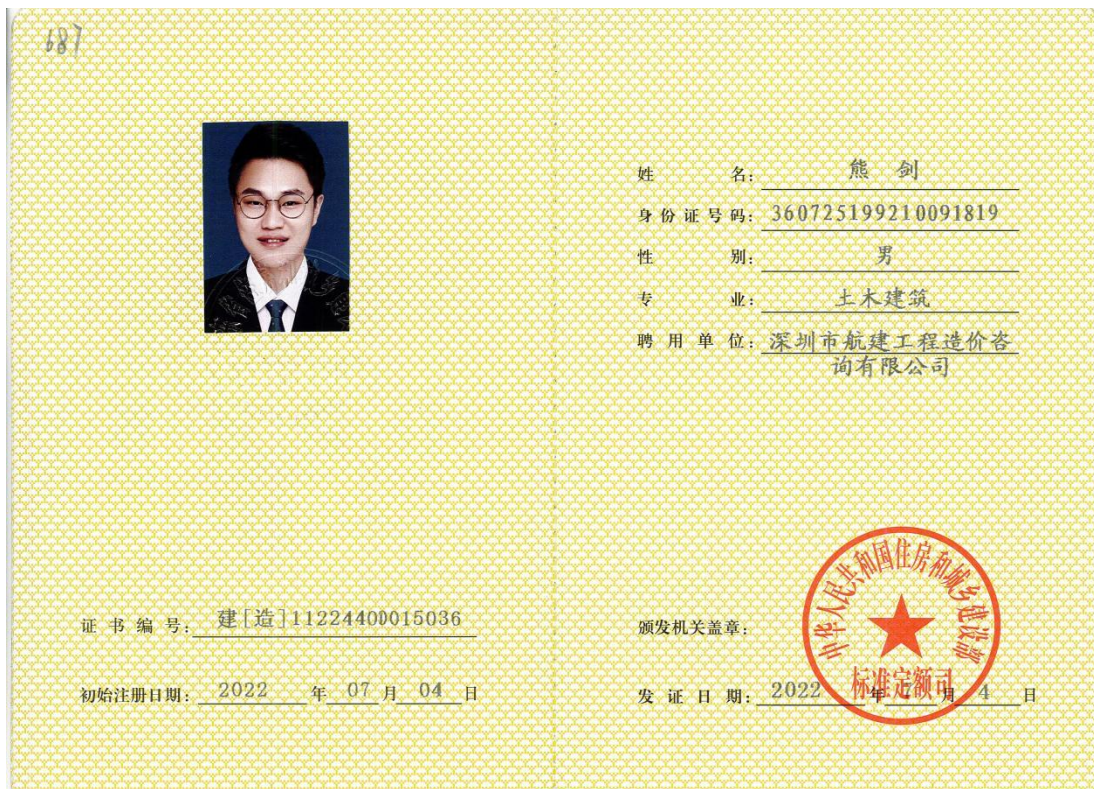 687
姓 名: 熊 剑
身份证号码: 360725199210091819
性 别: 男
专 业: 土木建筑
聘 用 单 位: 深圳市航建工程造价咨
询有限公司
证 书 编 号: 建[造]11224400015036
初始注册日期: 2022 年 07 月 04 日
颁发机关盖章:
中华人民共和国住房和城乡建设部
标准定额司
发 证 日 期: 2022 年 7 月 4 日